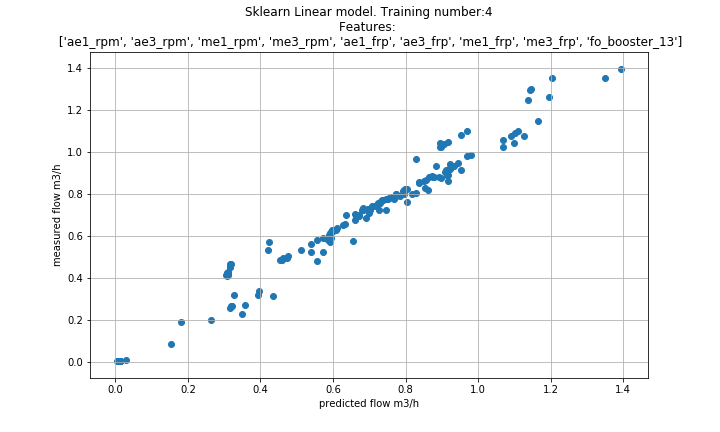 Sklearn Linear model. Training number:4
Features:
['ae1_rpm', 'ae3_rpm', 'me1_rpm', 'me3_rpm', 'ae1_frp', 'ae3_frp', 'me1_frp', 'me3_frp', 'fo_booster_13']
1.4
1.2
1.0
0.8
0.6
0.4
0.2
0.0
measured flow m3/h
0.0 0.2 0.4 0.6 0.8 1.0 1.2 1.4
predicted flow m3/h